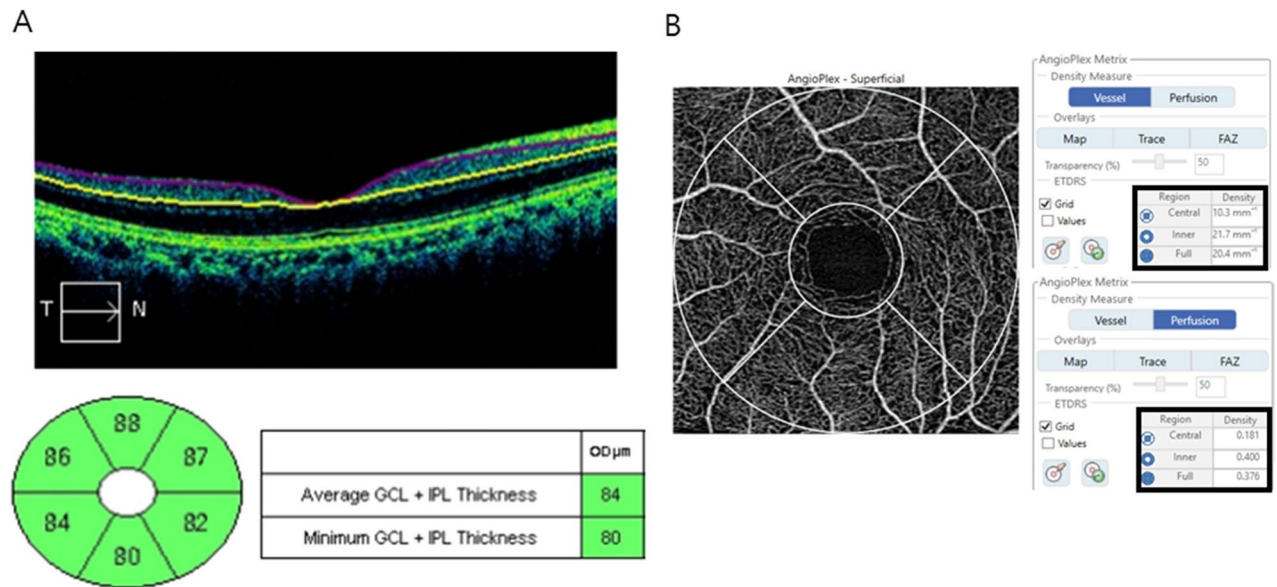 A
T N
88
86 87
84 82
80
OD µm
Average GCL + IPL Thickness 84
Minimum GCL + IPL Thickness 80
B
AngioPlex - Superficial
AngioPlex Metrix
Density Measure
Vessel Perfusion
Overlays
Map Trace FAZ
Transparency (%) 50
ETDRS
Grid
Values
Region Density
Central 10.3 mm⁻¹
Inner 21.7 mm⁻¹
Full 20.4 mm⁻¹
AngioPlex Metrix
Density Measure
Vessel Perfusion
Overlays
Map Trace FAZ
Transparency (%) 50
ETDRS
Grid
Values
Region Density
Central 0.181
Inner 0.400
Full 0.376